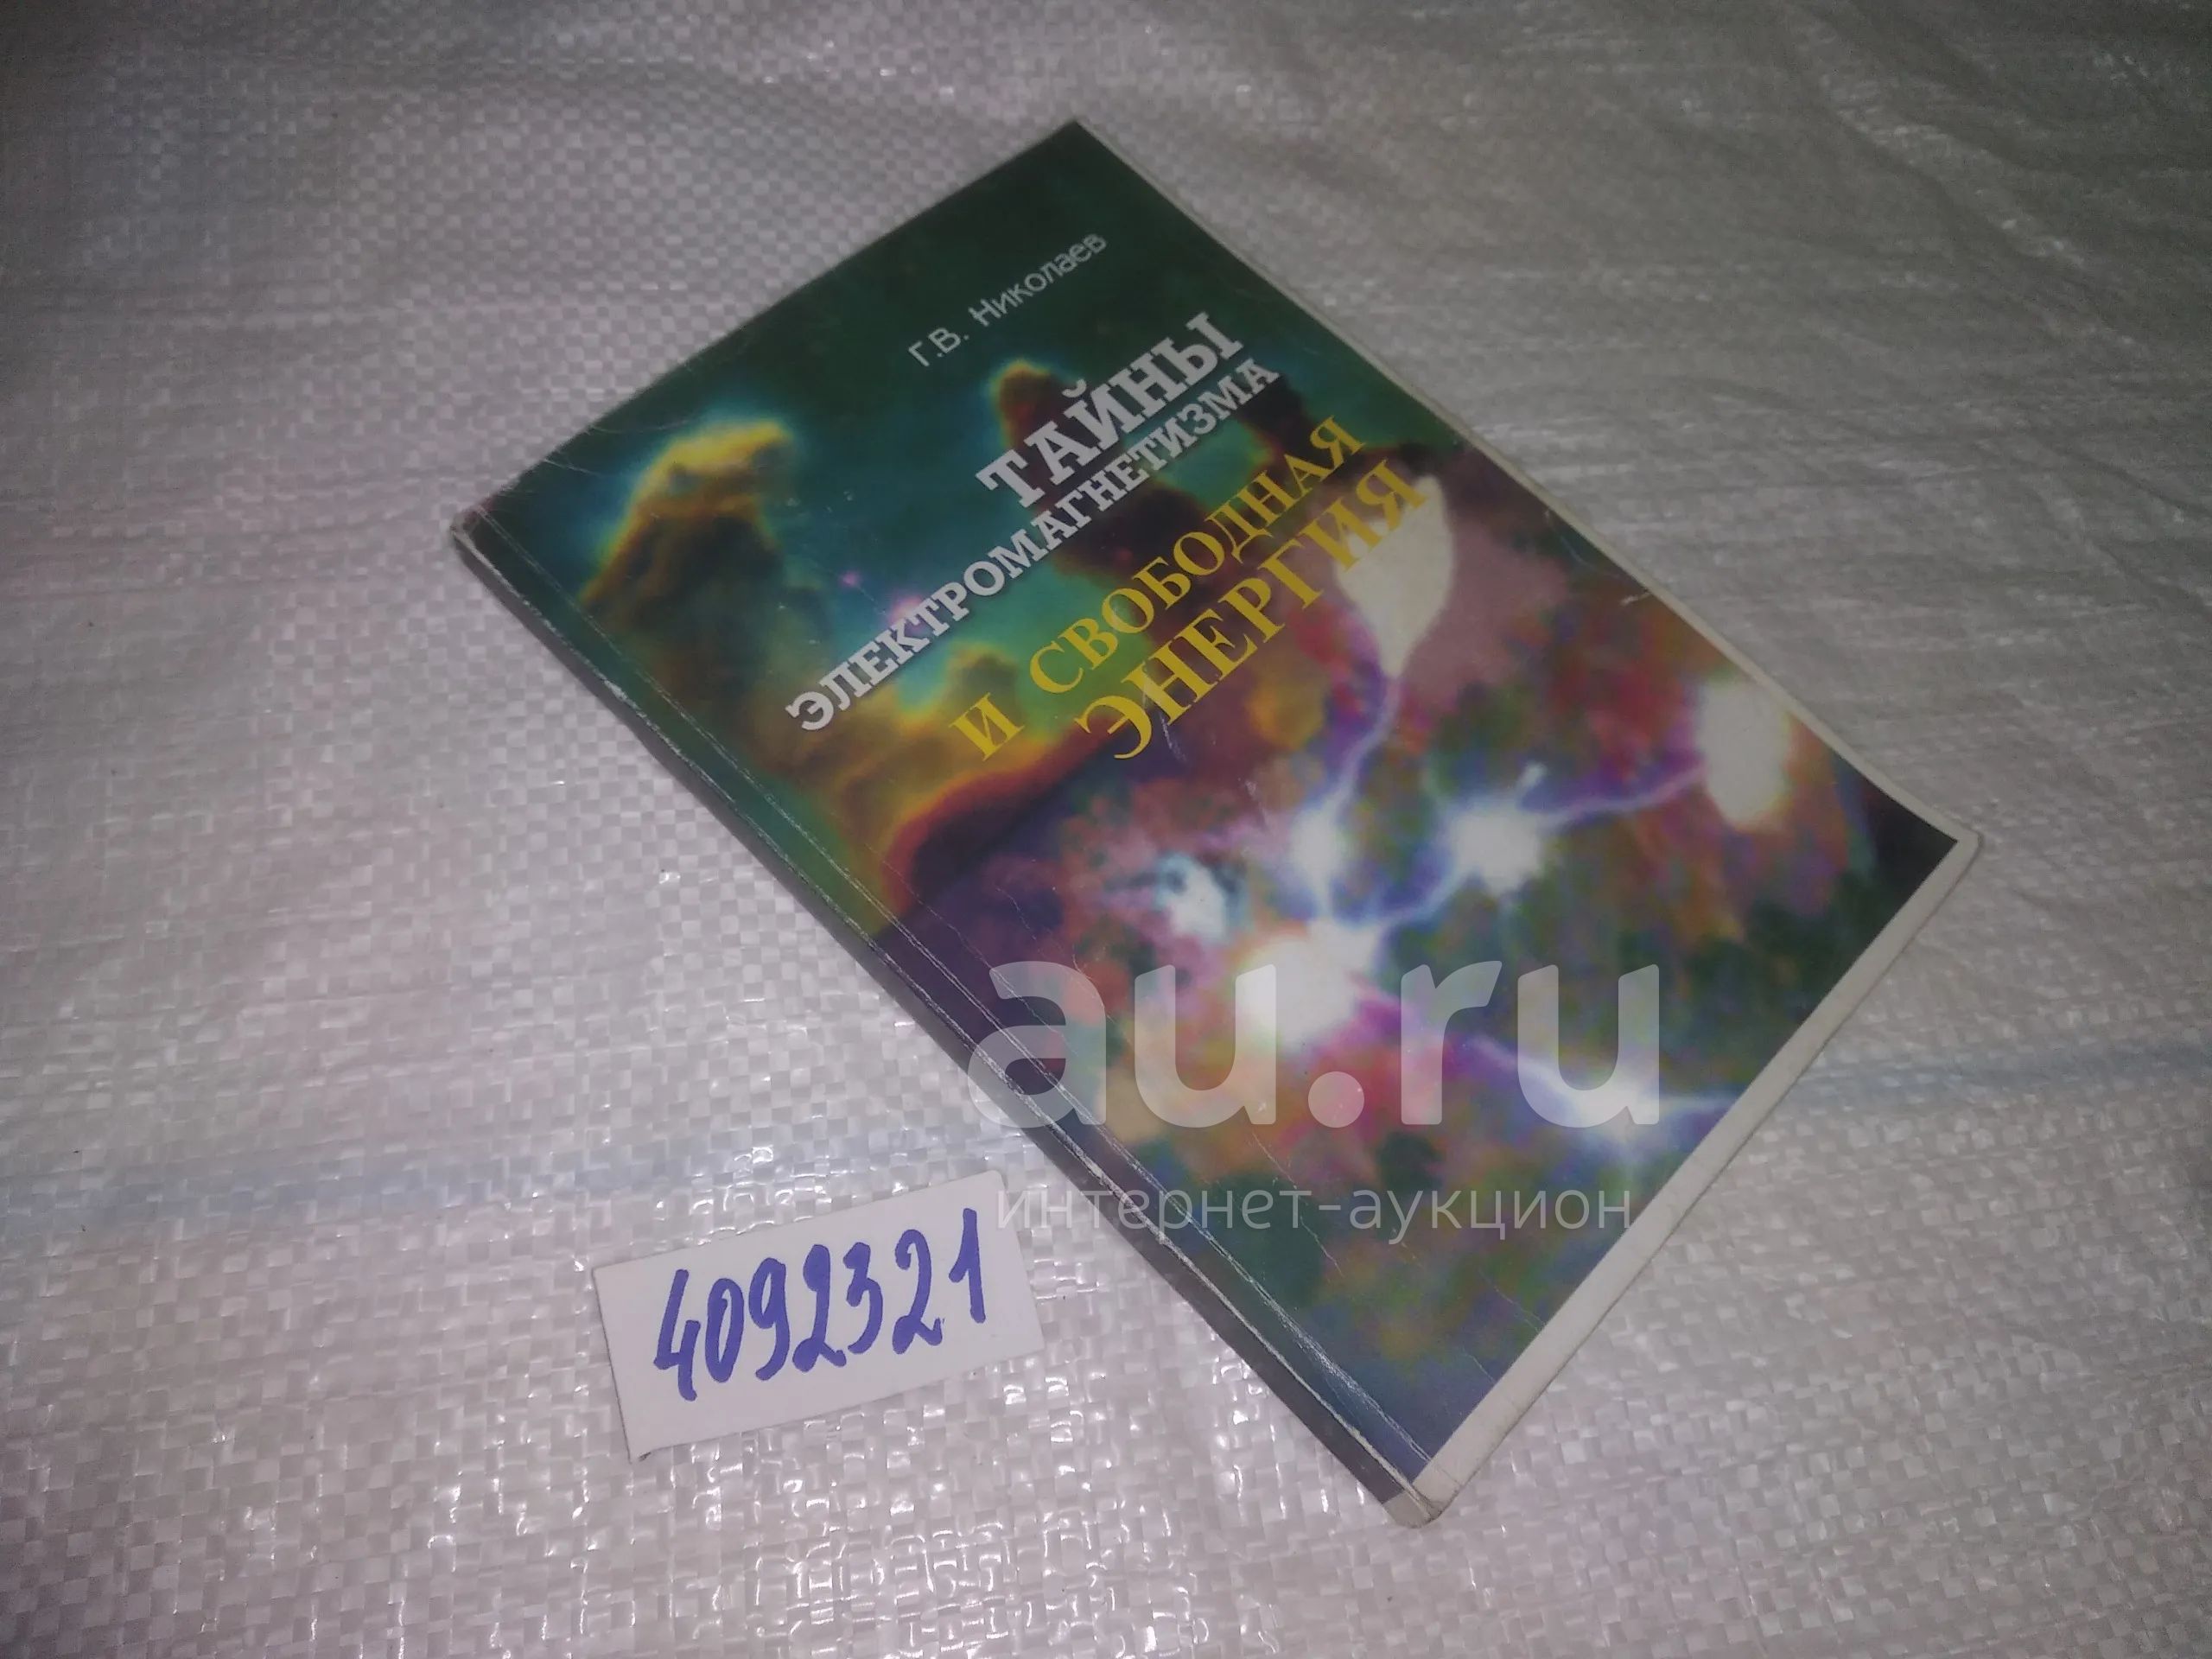 Г.В. Николаев
ТАЙНЫ
ЭЛЕКТРОМАГНЕТИЗМА
И СВОБОДНАЯ
ЭНЕРГИЯ
au.ru
интернет-аукцион
4092321